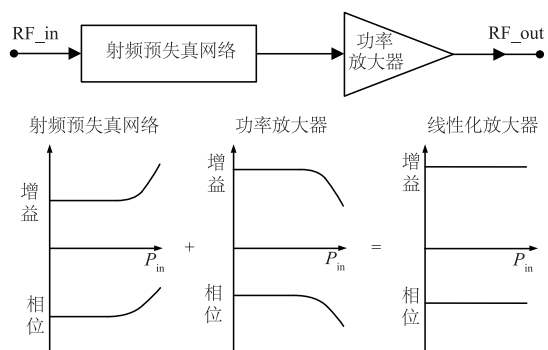 RF_in
射频预失真网络
功率
放大器
RF_out
射频预失真网络
功率放大器
线性化放大器
增益
P_in
相位
+
增益
P_in
相位
=
增益
P_in
相位